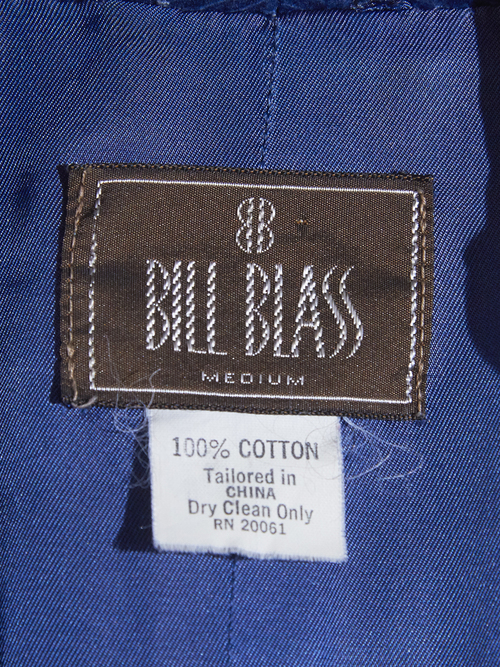 BILL BLASS
MEDIUM
100% COTTON
Tailored in
CHINA
Dry Clean Only
RN 20061